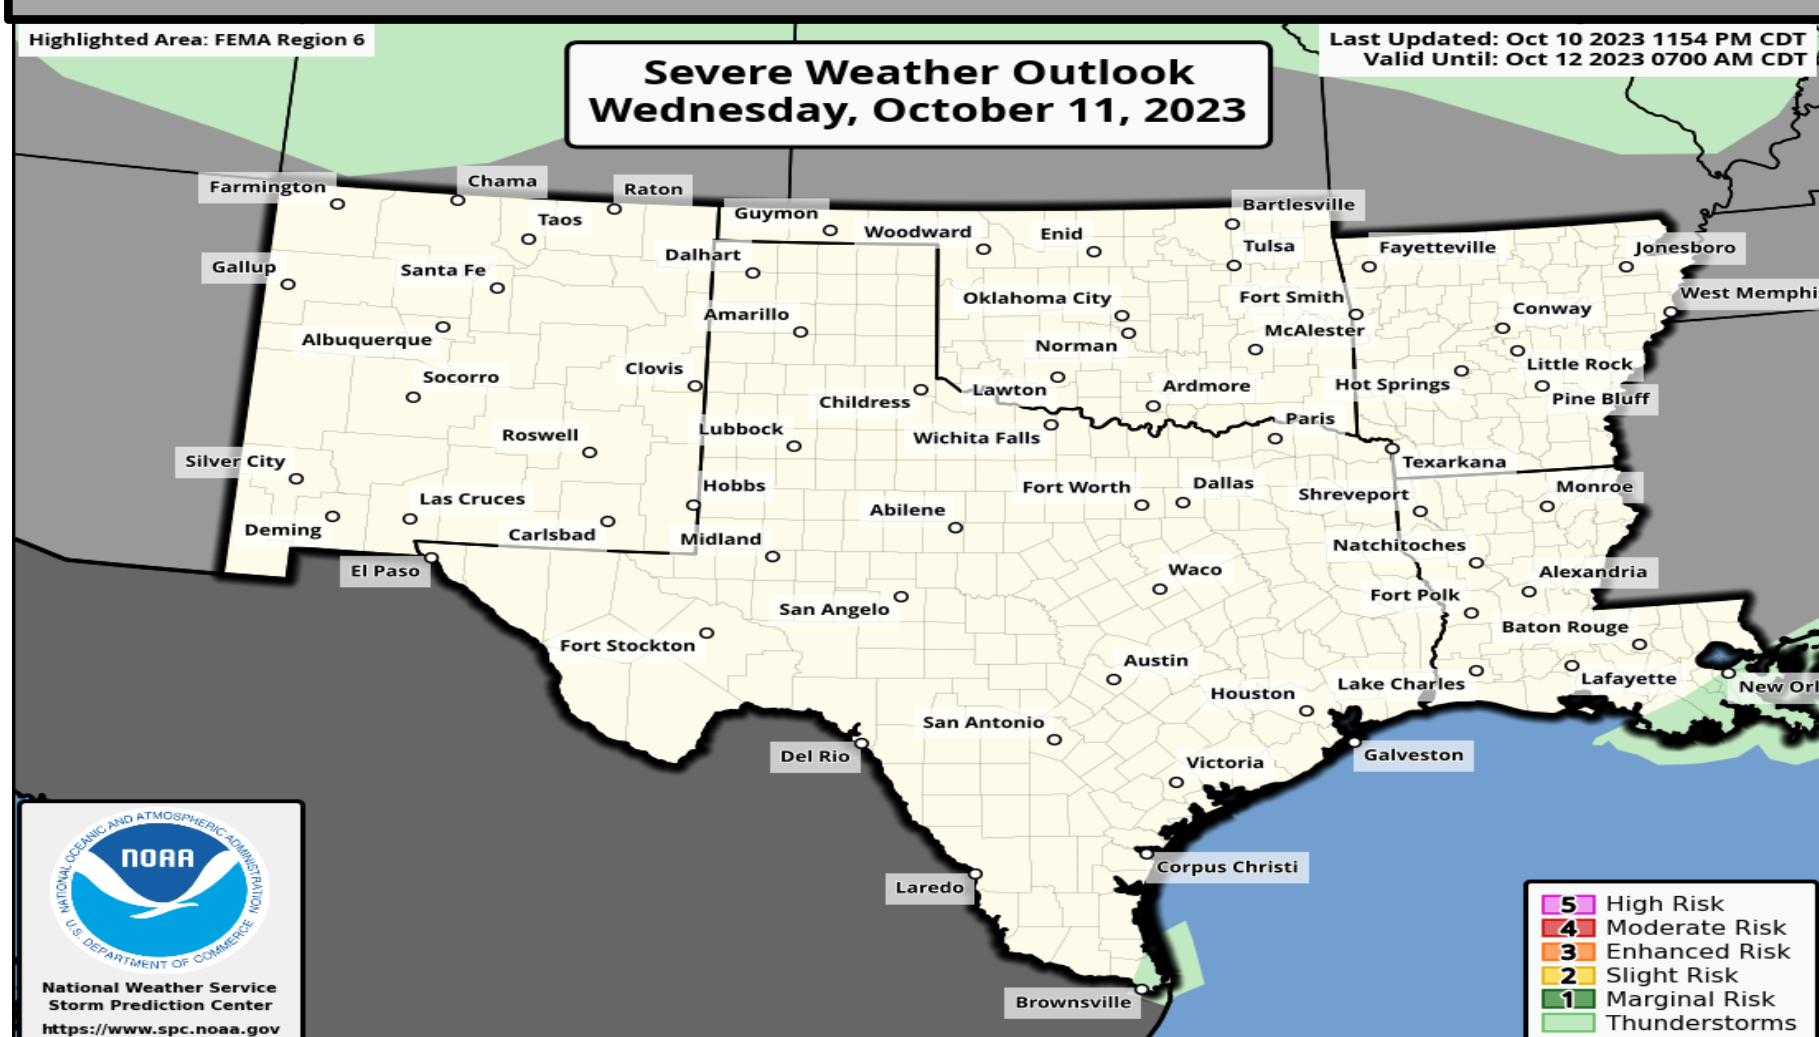 Highlighted Area: FEMA Region 6
Last Updated: Oct 10 2023 1154 PM CDT
Valid Until: Oct 12 2023 0700 AM CDT
Severe Weather Outlook
Wednesday, October 11, 2023
Farmington
Chama
Raton
Taos
Guymon
Woodward
Enid
Bartlesville
Tulsa
Fayetteville
Jonesboro
Gallup
Santa Fe
Dalhart
Oklahoma City
Fort Smith
Conway
West Memphi
Albuquerque
Amarillo
Norman
McAlester
Little Rock
Socorro
Clovis
Childress
Lawton
Ardmore
Hot Springs
Pine Bluff
Roswell
Lubbock
Wichita Falls
Paris
Texarkana
Silver City
Las Cruces
Hobbs
Fort Worth
Dallas
Shreveport
Monroe
Deming
Carlsbad
Midland
Abilene
Natchitoches
El Paso
Waco
Alexandria
San Angelo
Fort Polk
Fort Stockton
Baton Rouge
Austin
Houston
Lake Charles
Lafayette
New Orl
San Antonio
Del Rio
Victoria
Galveston
Corpus Christi
Laredo
Brownsville
NATIONAL OCEANIC AND ATMOSPHERIC ADMINISTRATION
NOAA
U.S. DEPARTMENT OF COMMERCE
National Weather Service
Storm Prediction Center
https://www.spc.noaa.gov
5 High Risk
4 Moderate Risk
3 Enhanced Risk
2 Slight Risk
1 Marginal Risk
Thunderstorms